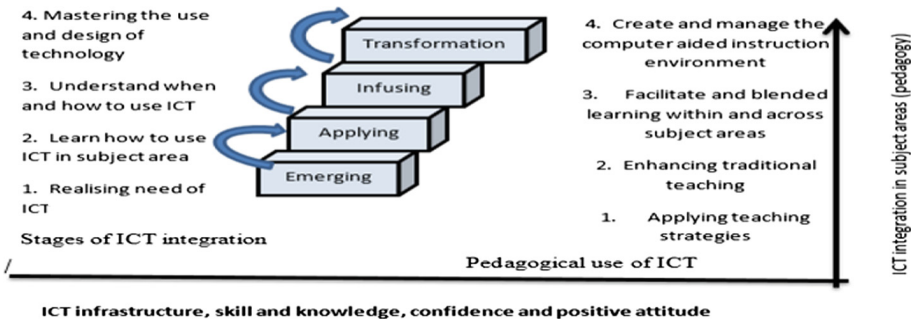 4. Mastering the use
and design of
technology
3. Understand when
and how to use ICT
2. Learn how to use
ICT in subject area
1. Realising need of
ICT
Stages of ICT integration
Transformation
Infusing
Applying
Emerging
4. Create and manage the
computer aided instruction
environment
3. Facilitate and blended
learning within and across
subject areas
2. Enhancing traditional
teaching
1. Applying teaching
strategies
Pedagogical use of ICT
ICT integration in subject areas (pedagogy)
ICT infrastructure, skill and knowledge, confidence and positive attitude